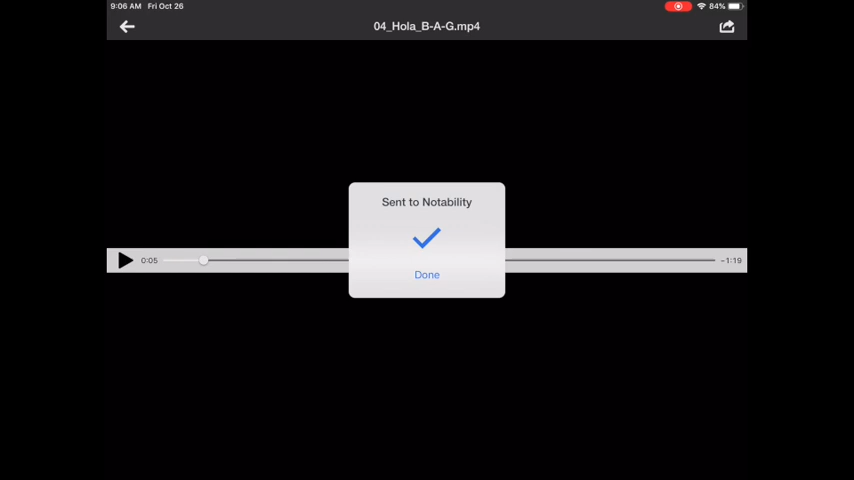 9:06 AM Fri Oct 26 84%
04_Hola_B-A-G.mp4
Sent to Notability
0:05 -1:19
Done